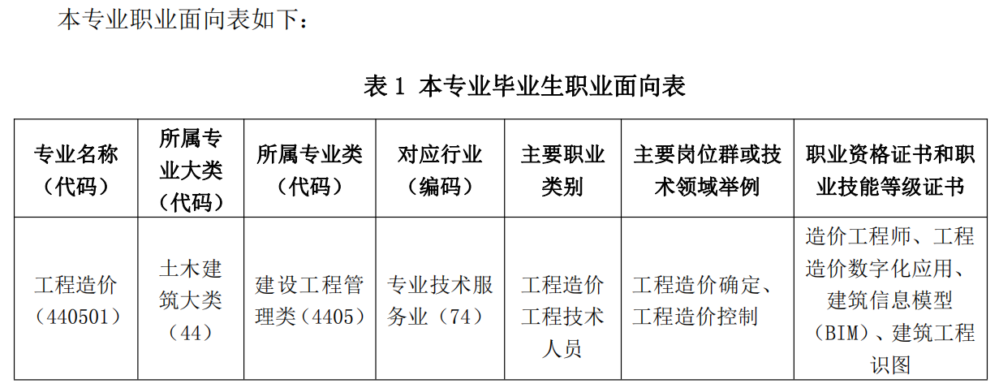 本专业职业面向表如下：
表 1 本专业毕业生职业面向表
专业名称
（代码）
所属专
业大类
（代码）
所属专业类
（代码）
对应行业
（编码）
主要职业
类别
主要岗位群或技
术领域举例
职业资格证书和职
业技能等级证书
工程造价
（440501）
土木建
筑大类
（44）
建设工程管
理类（4405）
专业技术服
务业（74）
工程造价
工程技术
人员
工程造价确定、
工程造价控制
造价工程师、工程
造价数字化应用、
建筑信息模型
（BIM）、建筑工程
识图